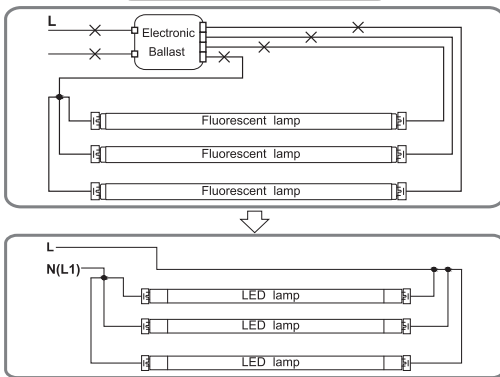 L
Electronic
Ballast
Fluorescent lamp
Fluorescent lamp
Fluorescent lamp
L
N(L1)
LED lamp
LED lamp
LED lamp